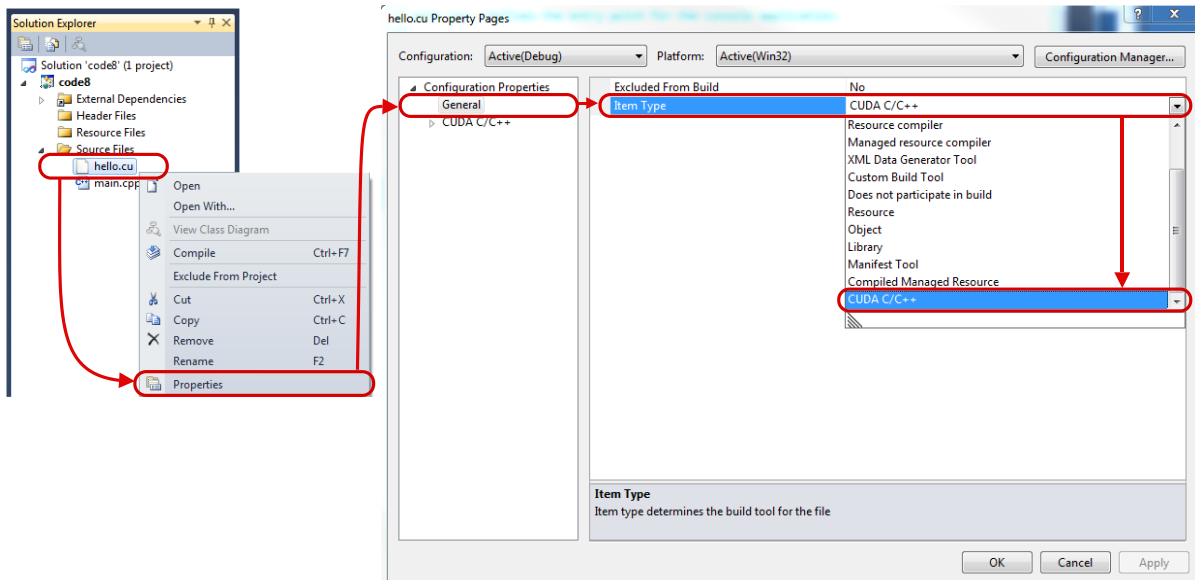 Solution Explorer
Solution 'code8' (1 project)
code8
External Dependencies
Header Files
Resource Files
Source Files
hello.cu
main.cpp
Open
Open With...
View Class Diagram
Compile Ctrl+F7
Exclude From Project
Cut Ctrl+X
Copy Ctrl+C
Remove Del
Rename F2
Properties
hello.cu Property Pages
Configuration: Active(Debug) Platform: Active(Win32) Configuration Manager...
Configuration Properties
General
CUDA C/C++
Excluded From Build No
Item Type CUDA C/C++
Resource compiler
Managed resource compiler
XML Data Generator Tool
Custom Build Tool
Does not participate in build
Resource
Object
Library
Manifest Tool
Compiled Managed Resource
CUDA C/C++
Item Type
Item type determines the build tool for the file
OK Cancel Apply